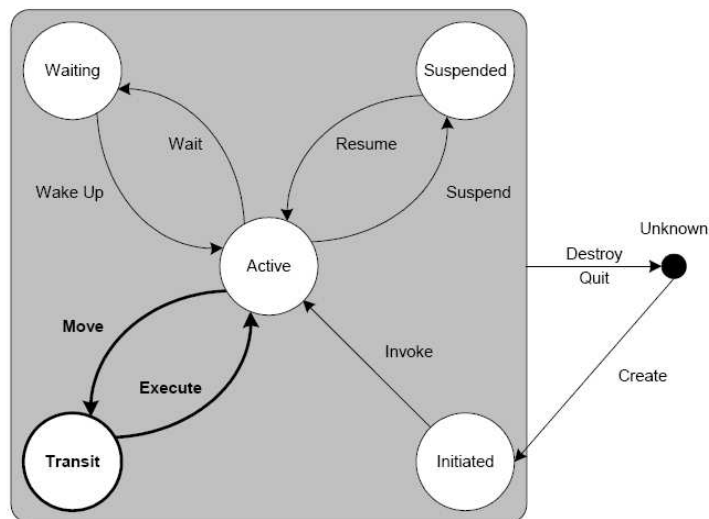 Waiting
Suspended
Wait
Resume
Wake Up
Suspend
Unknown
Active
Destroy
Quit
Move
Invoke
Execute
Create
Transit
Initiated